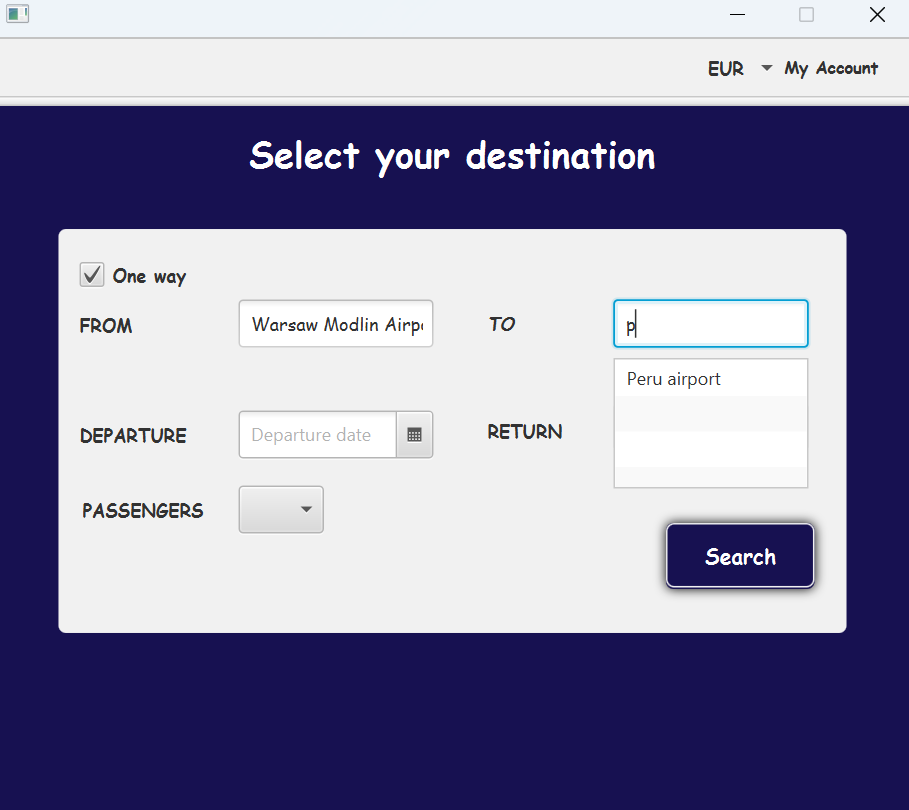 EUR My Account
Select your destination
One way
FROM Warsaw Modlin Airp TO p
Peru airport
DEPARTURE Departure date RETURN
PASSENGERS
Search